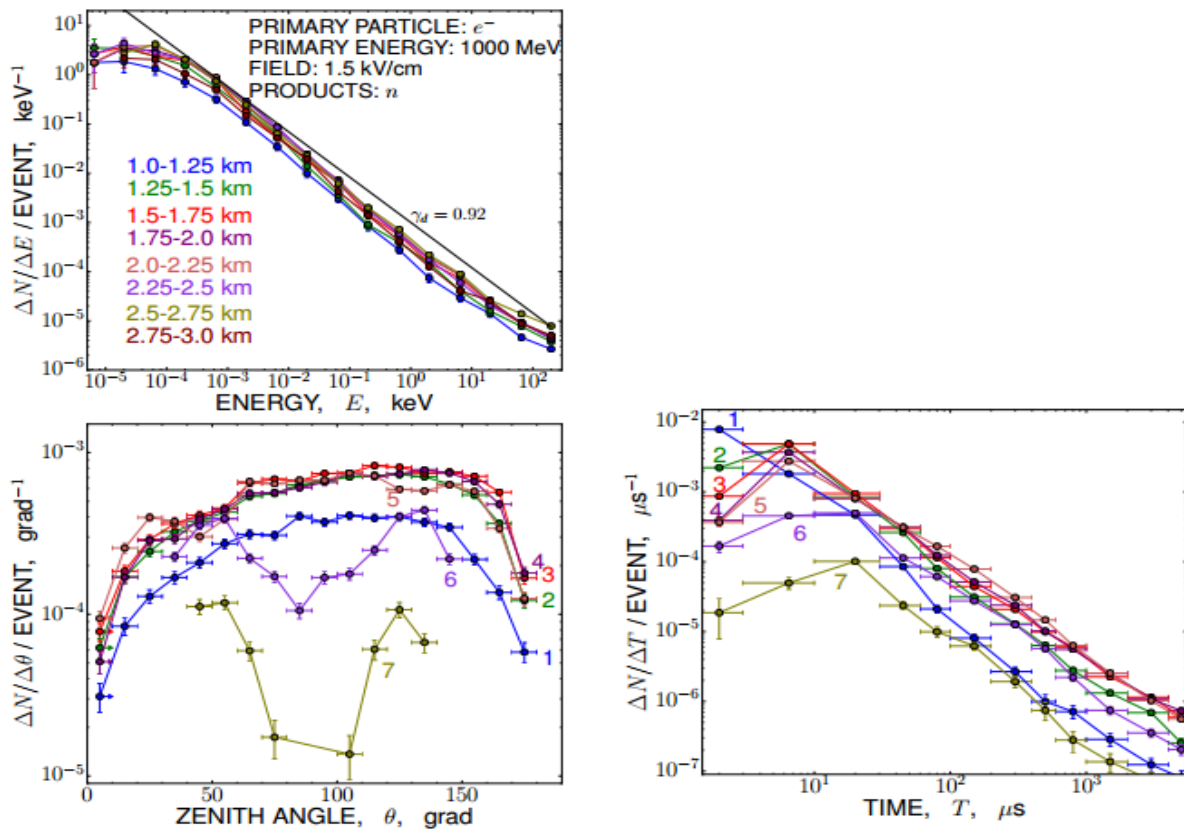 PRIMARY PARTICLE: e⁻
PRIMARY ENERGY: 1000 MeV
FIELD: 1.5 kV/cm
PRODUCTS: n
10¹
10⁰
10⁻¹
10⁻²
10⁻³
10⁻⁴
10⁻⁵
10⁻⁶
ΔN/ΔE / EVENT, keV⁻¹
1.0-1.25 km
1.25-1.5 km
1.5-1.75 km
1.75-2.0 km
2.0-2.25 km
2.25-2.5 km
2.5-2.75 km
2.75-3.0 km
γ_d = 0.92
10⁻⁵ 10⁻⁴ 10⁻³ 10⁻² 10⁻¹ 10⁰ 10¹ 10²
ENERGY, E, keV
10⁻³
10⁻⁴
10⁻⁵
ΔN/Δθ / EVENT, grad⁻¹
5
6
7
4
3
2
1
0 50 100 150
ZENITH ANGLE, θ, grad
10⁻²
10⁻³
10⁻⁴
10⁻⁵
10⁻⁶
10⁻⁷
ΔN/ΔT / EVENT, μs⁻¹
1
2
3
4
5
6
7
10¹ 10² 10³
TIME, T, μs